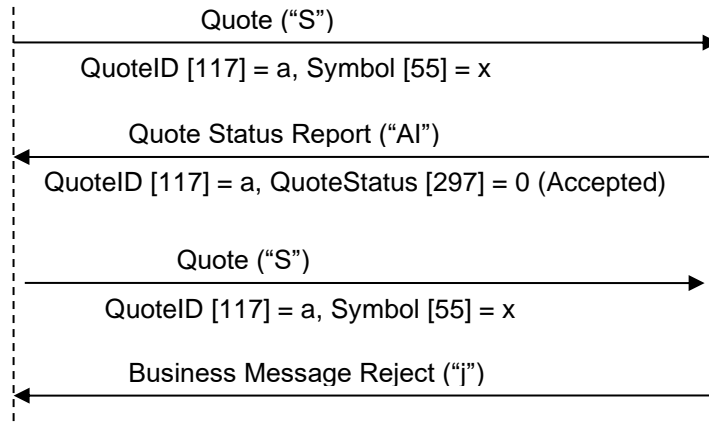 Quote (“S”)
QuoteID [117] = a, Symbol [55] = x
Quote Status Report (“AI”)
QuoteID [117] = a, QuoteStatus [297] = 0 (Accepted)
Quote (“S”)
QuoteID [117] = a, Symbol [55] = x
Business Message Reject (“j”)